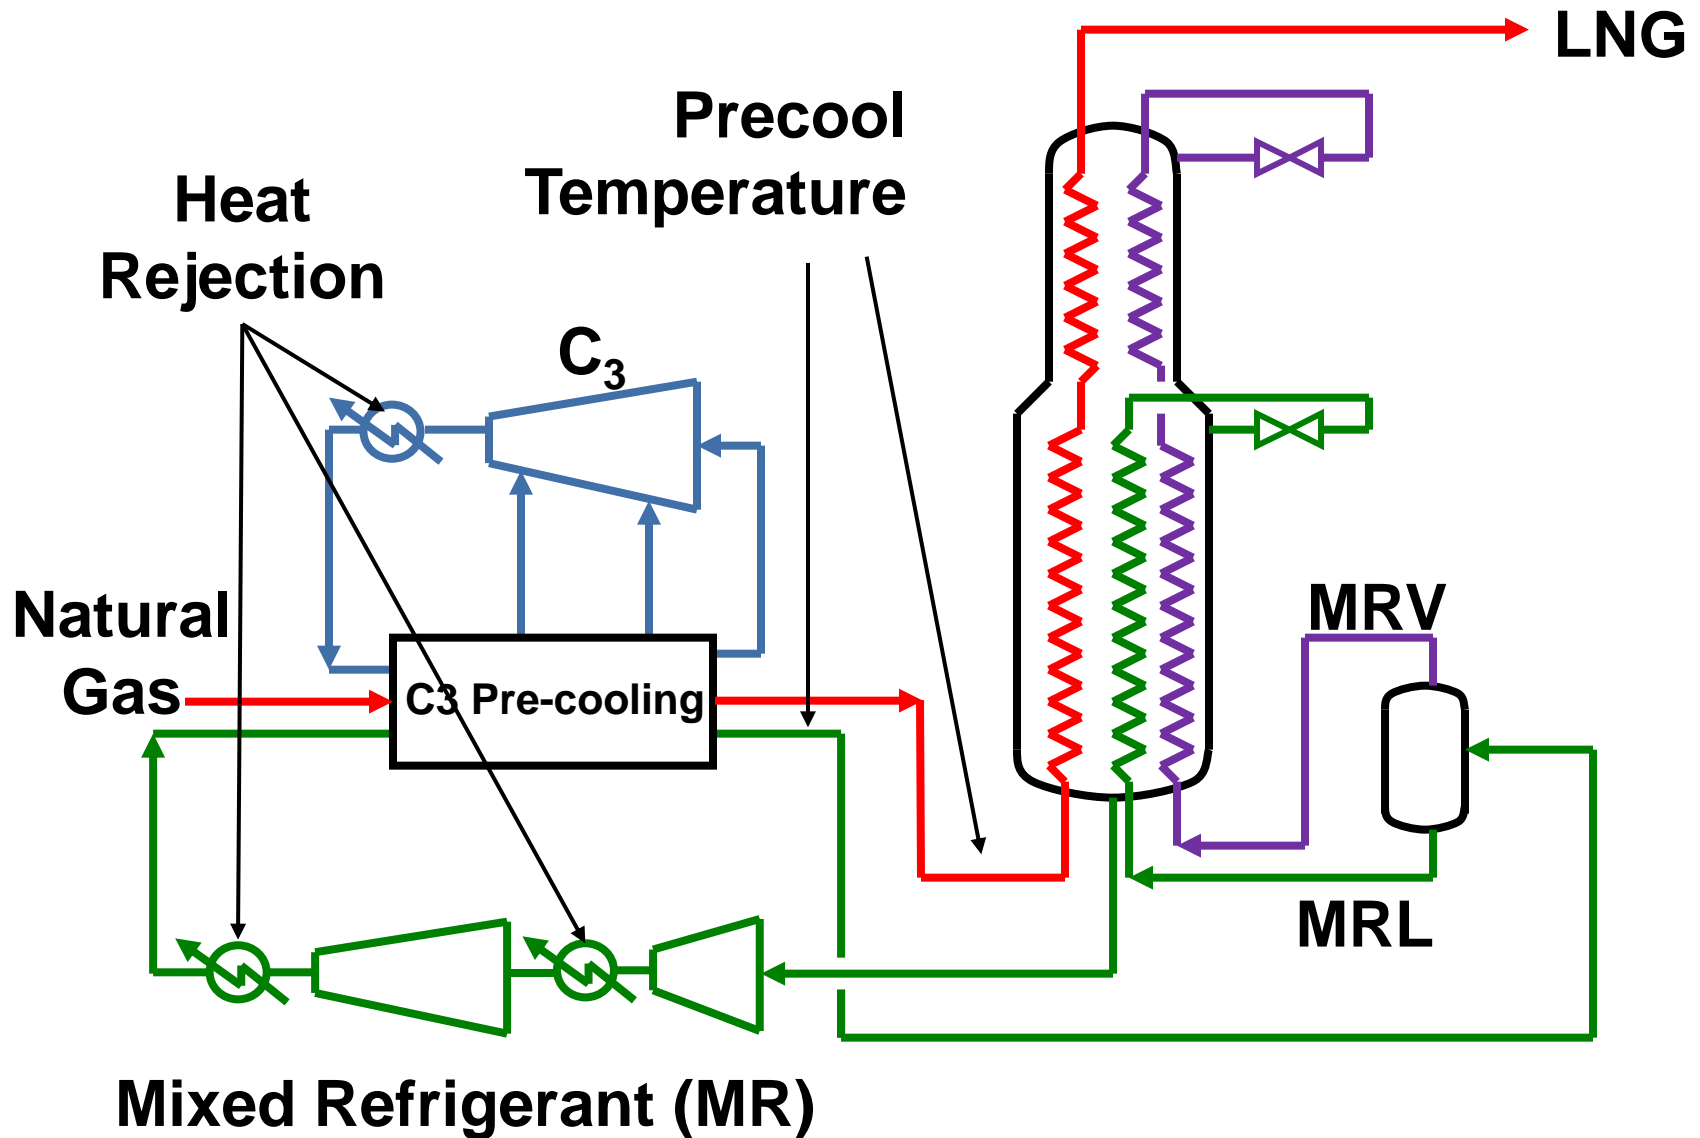 LNG
Precool
Temperature
Heat
Rejection
C₃
Natural
Gas
C3 Pre-cooling
MRV
MRL
Mixed Refrigerant (MR)